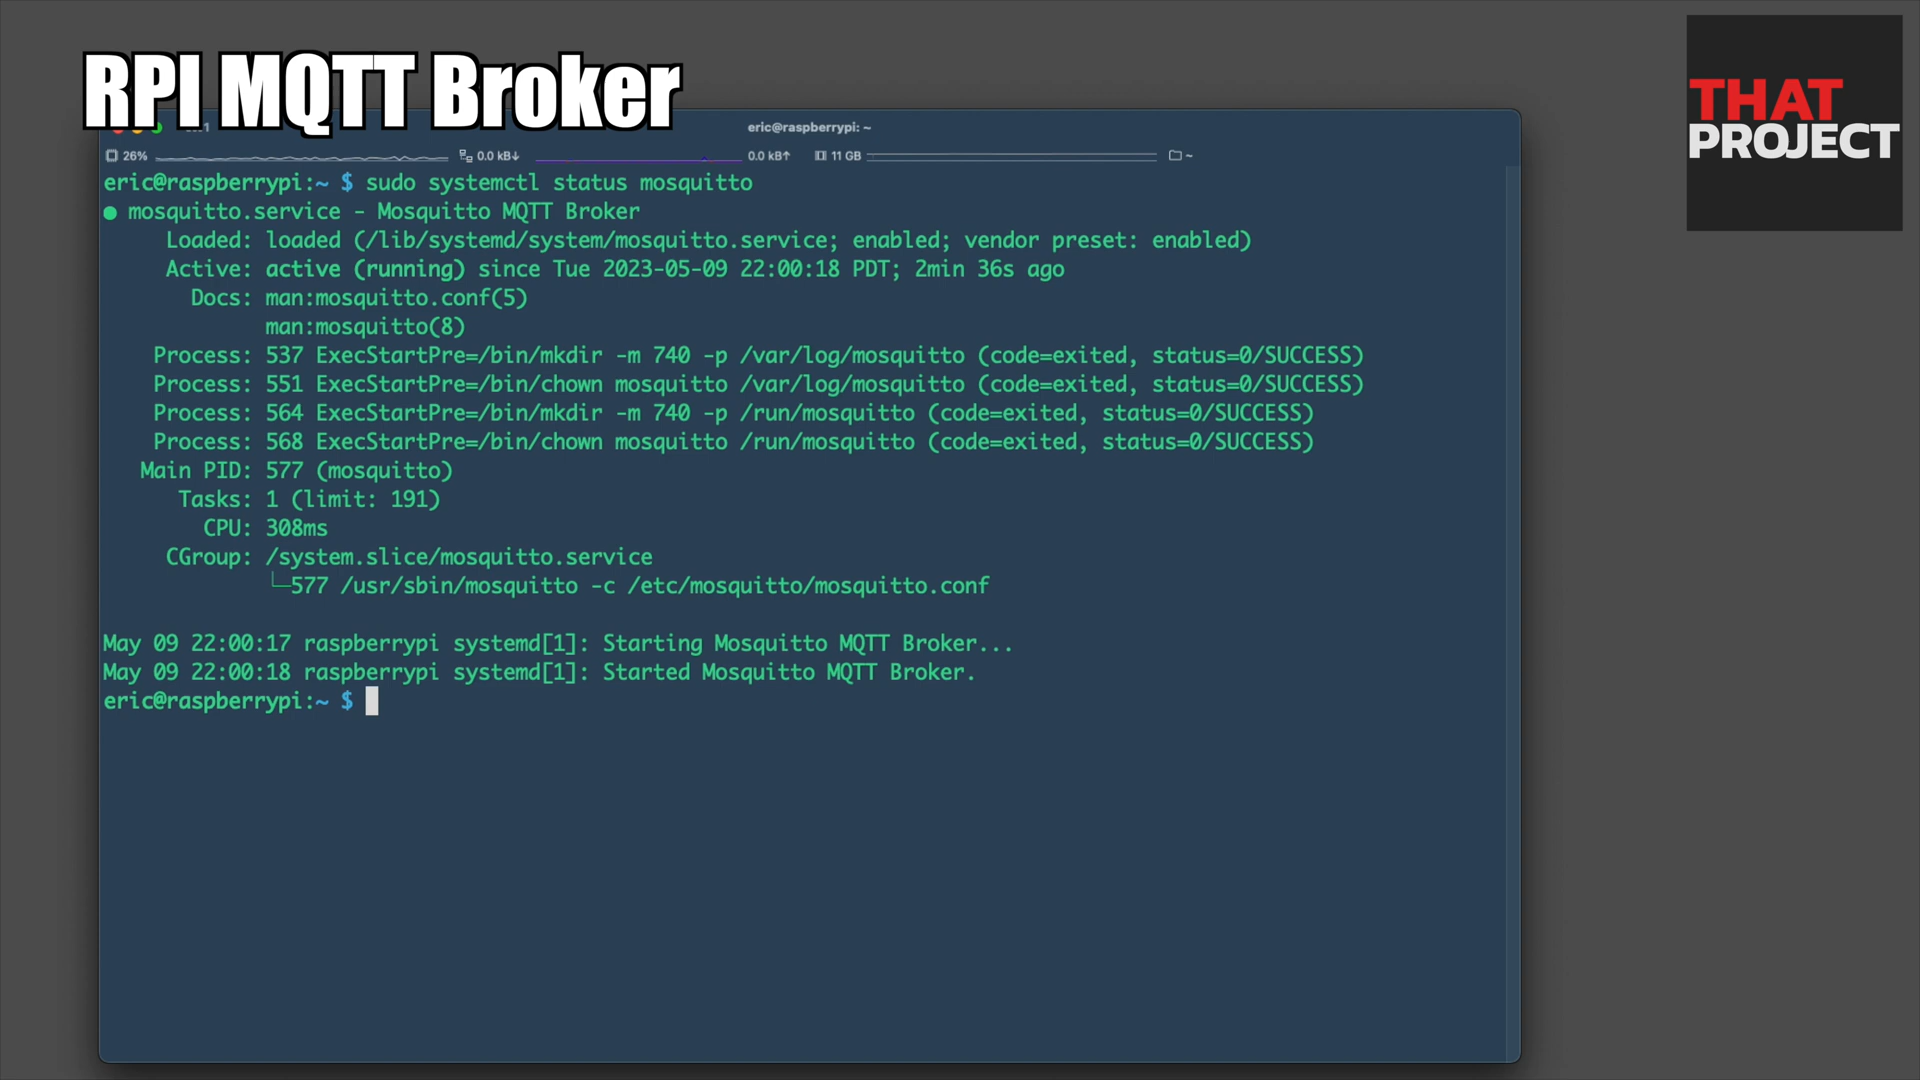 RPI MQTT Broker
THAT
PROJECT
eric@raspberrypi: ~
26% 0.0 kB↓ 0.0 kB↑ 11 GB ~
eric@raspberrypi:~ $ sudo systemctl status mosquitto
● mosquitto.service - Mosquitto MQTT Broker
Loaded: loaded (/lib/systemd/system/mosquitto.service; enabled; vendor preset: enabled)
Active: active (running) since Tue 2023-05-09 22:00:18 PDT; 2min 36s ago
Docs: man:mosquitto.conf(5)
man:mosquitto(8)
Process: 537 ExecStartPre=/bin/mkdir -m 740 -p /var/log/mosquitto (code=exited, status=0/SUCCESS)
Process: 551 ExecStartPre=/bin/chown mosquitto /var/log/mosquitto (code=exited, status=0/SUCCESS)
Process: 564 ExecStartPre=/bin/mkdir -m 740 -p /run/mosquitto (code=exited, status=0/SUCCESS)
Process: 568 ExecStartPre=/bin/chown mosquitto /run/mosquitto (code=exited, status=0/SUCCESS)
Main PID: 577 (mosquitto)
Tasks: 1 (limit: 191)
CPU: 308ms
CGroup: /system.slice/mosquitto.service
└─577 /usr/sbin/mosquitto -c /etc/mosquitto/mosquitto.conf
May 09 22:00:17 raspberrypi systemd[1]: Starting Mosquitto MQTT Broker...
May 09 22:00:18 raspberrypi systemd[1]: Started Mosquitto MQTT Broker.
eric@raspberrypi:~ $